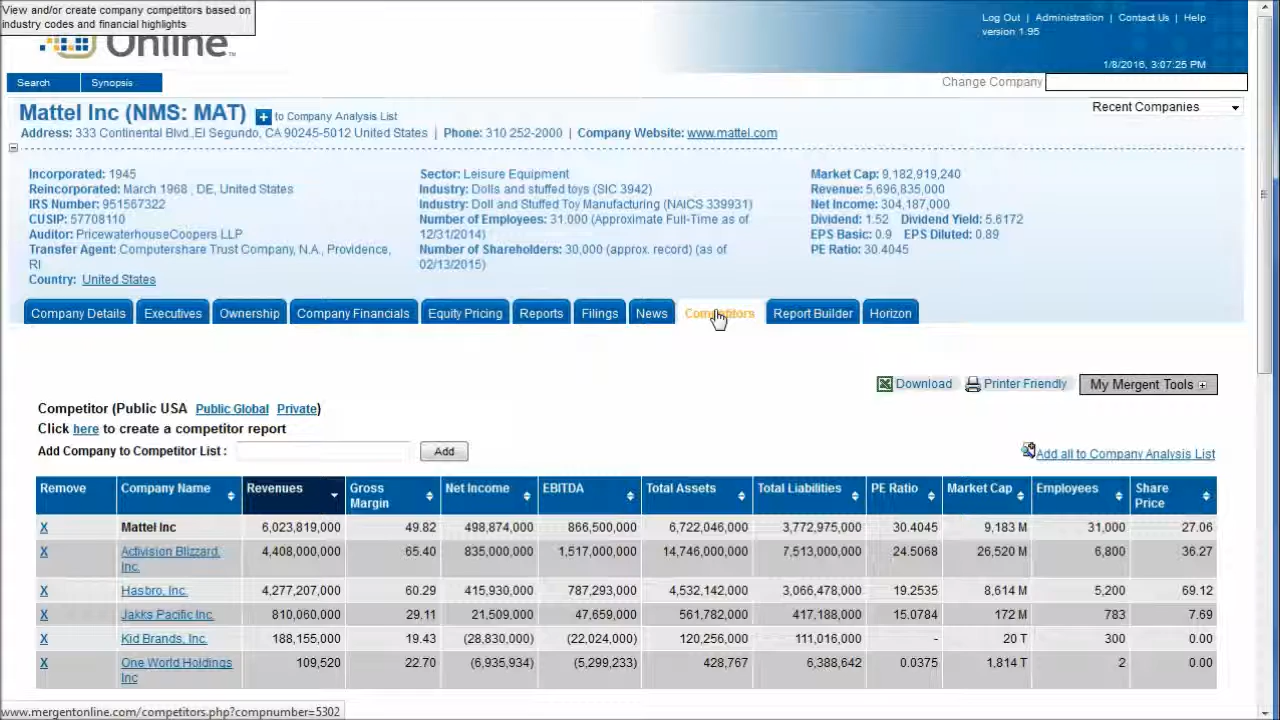 View and/or create company competitors based on
industry codes and financial highlights
Online™
Log Out | Administration | Contact Us | Help
version 1.95
1/8/2016, 3:07:25 PM
Search
Synopsis
Change Company
Recent Companies
Mattel Inc (NMS: MAT) + to Company Analysis List
Address: 333 Continental Blvd.,El Segundo, CA 90245-5012 United States | Phone: 310 252-2000 | Company Website: www.mattel.com
Incorporated: 1945
Reincorporated: March 1968 , DE, United States
IRS Number: 951567322
CUSIP: 57708110
Auditor: PricewaterhouseCoopers LLP
Transfer Agent: Computershare Trust Company, N.A., Providence,
RI
Country: United States
Sector: Leisure Equipment
Industry: Dolls and stuffed toys (SIC 3942)
Industry: Doll and Stuffed Toy Manufacturing (NAICS 339931)
Number of Employees: 31,000 (Approximate Full-Time as of
12/31/2014)
Number of Shareholders: 30,000 (approx. record) (as of
02/13/2015)
Market Cap: 9,182,919,240
Revenue: 5,696,835,000
Net Income: 304,187,000
Dividend: 1.52 Dividend Yield: 5.6172
EPS Basic: 0.9 EPS Diluted: 0.89
PE Ratio: 30.4045
Company Details Executives Ownership Company Financials Equity Pricing Reports Filings News Competitors Report Builder Horizon
Download Printer Friendly My Mergent Tools +
Competitor (Public USA Public Global Private)
Click here to create a competitor report
Add Company to Competitor List : Add
Add all to Company Analysis List
Remove Company Name Revenues Gross Margin Net Income EBITDA Total Assets Total Liabilities PE Ratio Market Cap Employees Share Price
X Mattel Inc 6,023,819,000 49.82 498,874,000 866,500,000 6,722,046,000 3,772,975,000 30.4045 9,183 M 31,000 27.06
X Activision Blizzard, Inc. 4,408,000,000 65.40 835,000,000 1,517,000,000 14,746,000,000 7,513,000,000 24.5068 26,520 M 6,800 36.27
X Hasbro, Inc. 4,277,207,000 60.29 415,930,000 787,293,000 4,532,142,000 3,066,478,000 19.2535 8,614 M 5,200 69.12
X Jakks Pacific Inc. 810,060,000 29.11 21,509,000 47,659,000 561,782,000 417,188,000 15.0784 172 M 783 7.69
X Kid Brands, Inc. 188,155,000 19.43 (28,830,000) (22,024,000) 120,256,000 111,016,000 - 20 T 300 0.00
X One World Holdings Inc 109,520 22.70 (6,935,934) (5,299,233) 428,767 6,388,642 0.0375 1,814 T 2 0.00
www.mergentonline.com/competitors.php?compnumber=5302